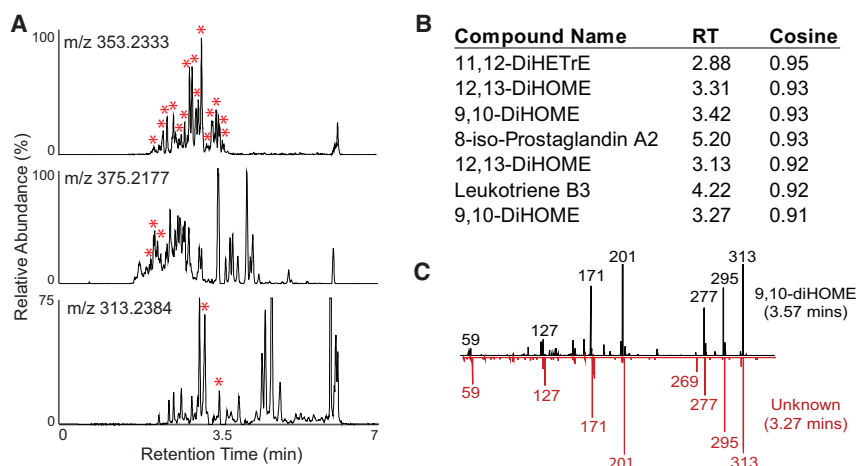 A
Relative Abundance (%)
100
m/z 353.2333
0
100
m/z 375.2177
0
75
m/z 313.2384
0
0 3.5 7
Retention Time (min)
B
Compound Name RT Cosine
11,12-DiHETrE 2.88 0.95
12,13-DiHOME 3.31 0.93
9,10-DiHOME 3.42 0.93
8-iso-Prostaglandin A2 5.20 0.93
12,13-DiHOME 3.13 0.92
Leukotriene B3 4.22 0.92
9,10-DiHOME 3.27 0.91
C
59 127 171 201 277 295 313
9,10-diHOME
(3.57 mins)
59 127 171 201 269 277 295 313
Unknown
(3.27 mins)